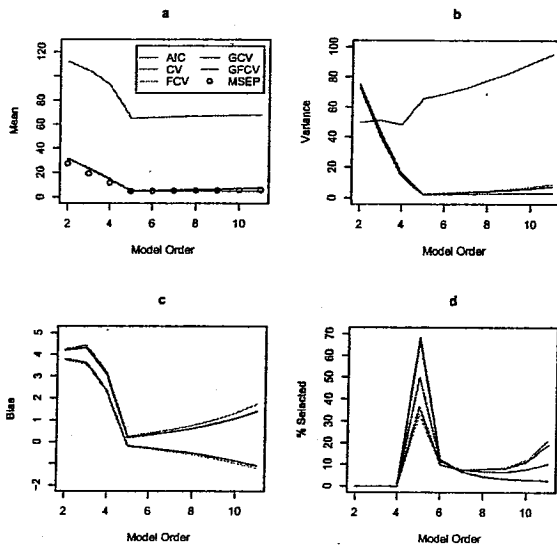 a
Mean
120
80
60
40
20
0
AIC GCV
CV GFCV
FCV MSEP
2 4 6 8 10
Model Order
b
Variance
100
80
60
40
20
0
2 4 6 8 10
Model Order
c
Bias
5
4
3
2
1
0
-2
2 4 6 8 10
Model Order
d
% Selected
70
60
50
40
30
20
10
0
2 4 6 8 10
Model Order